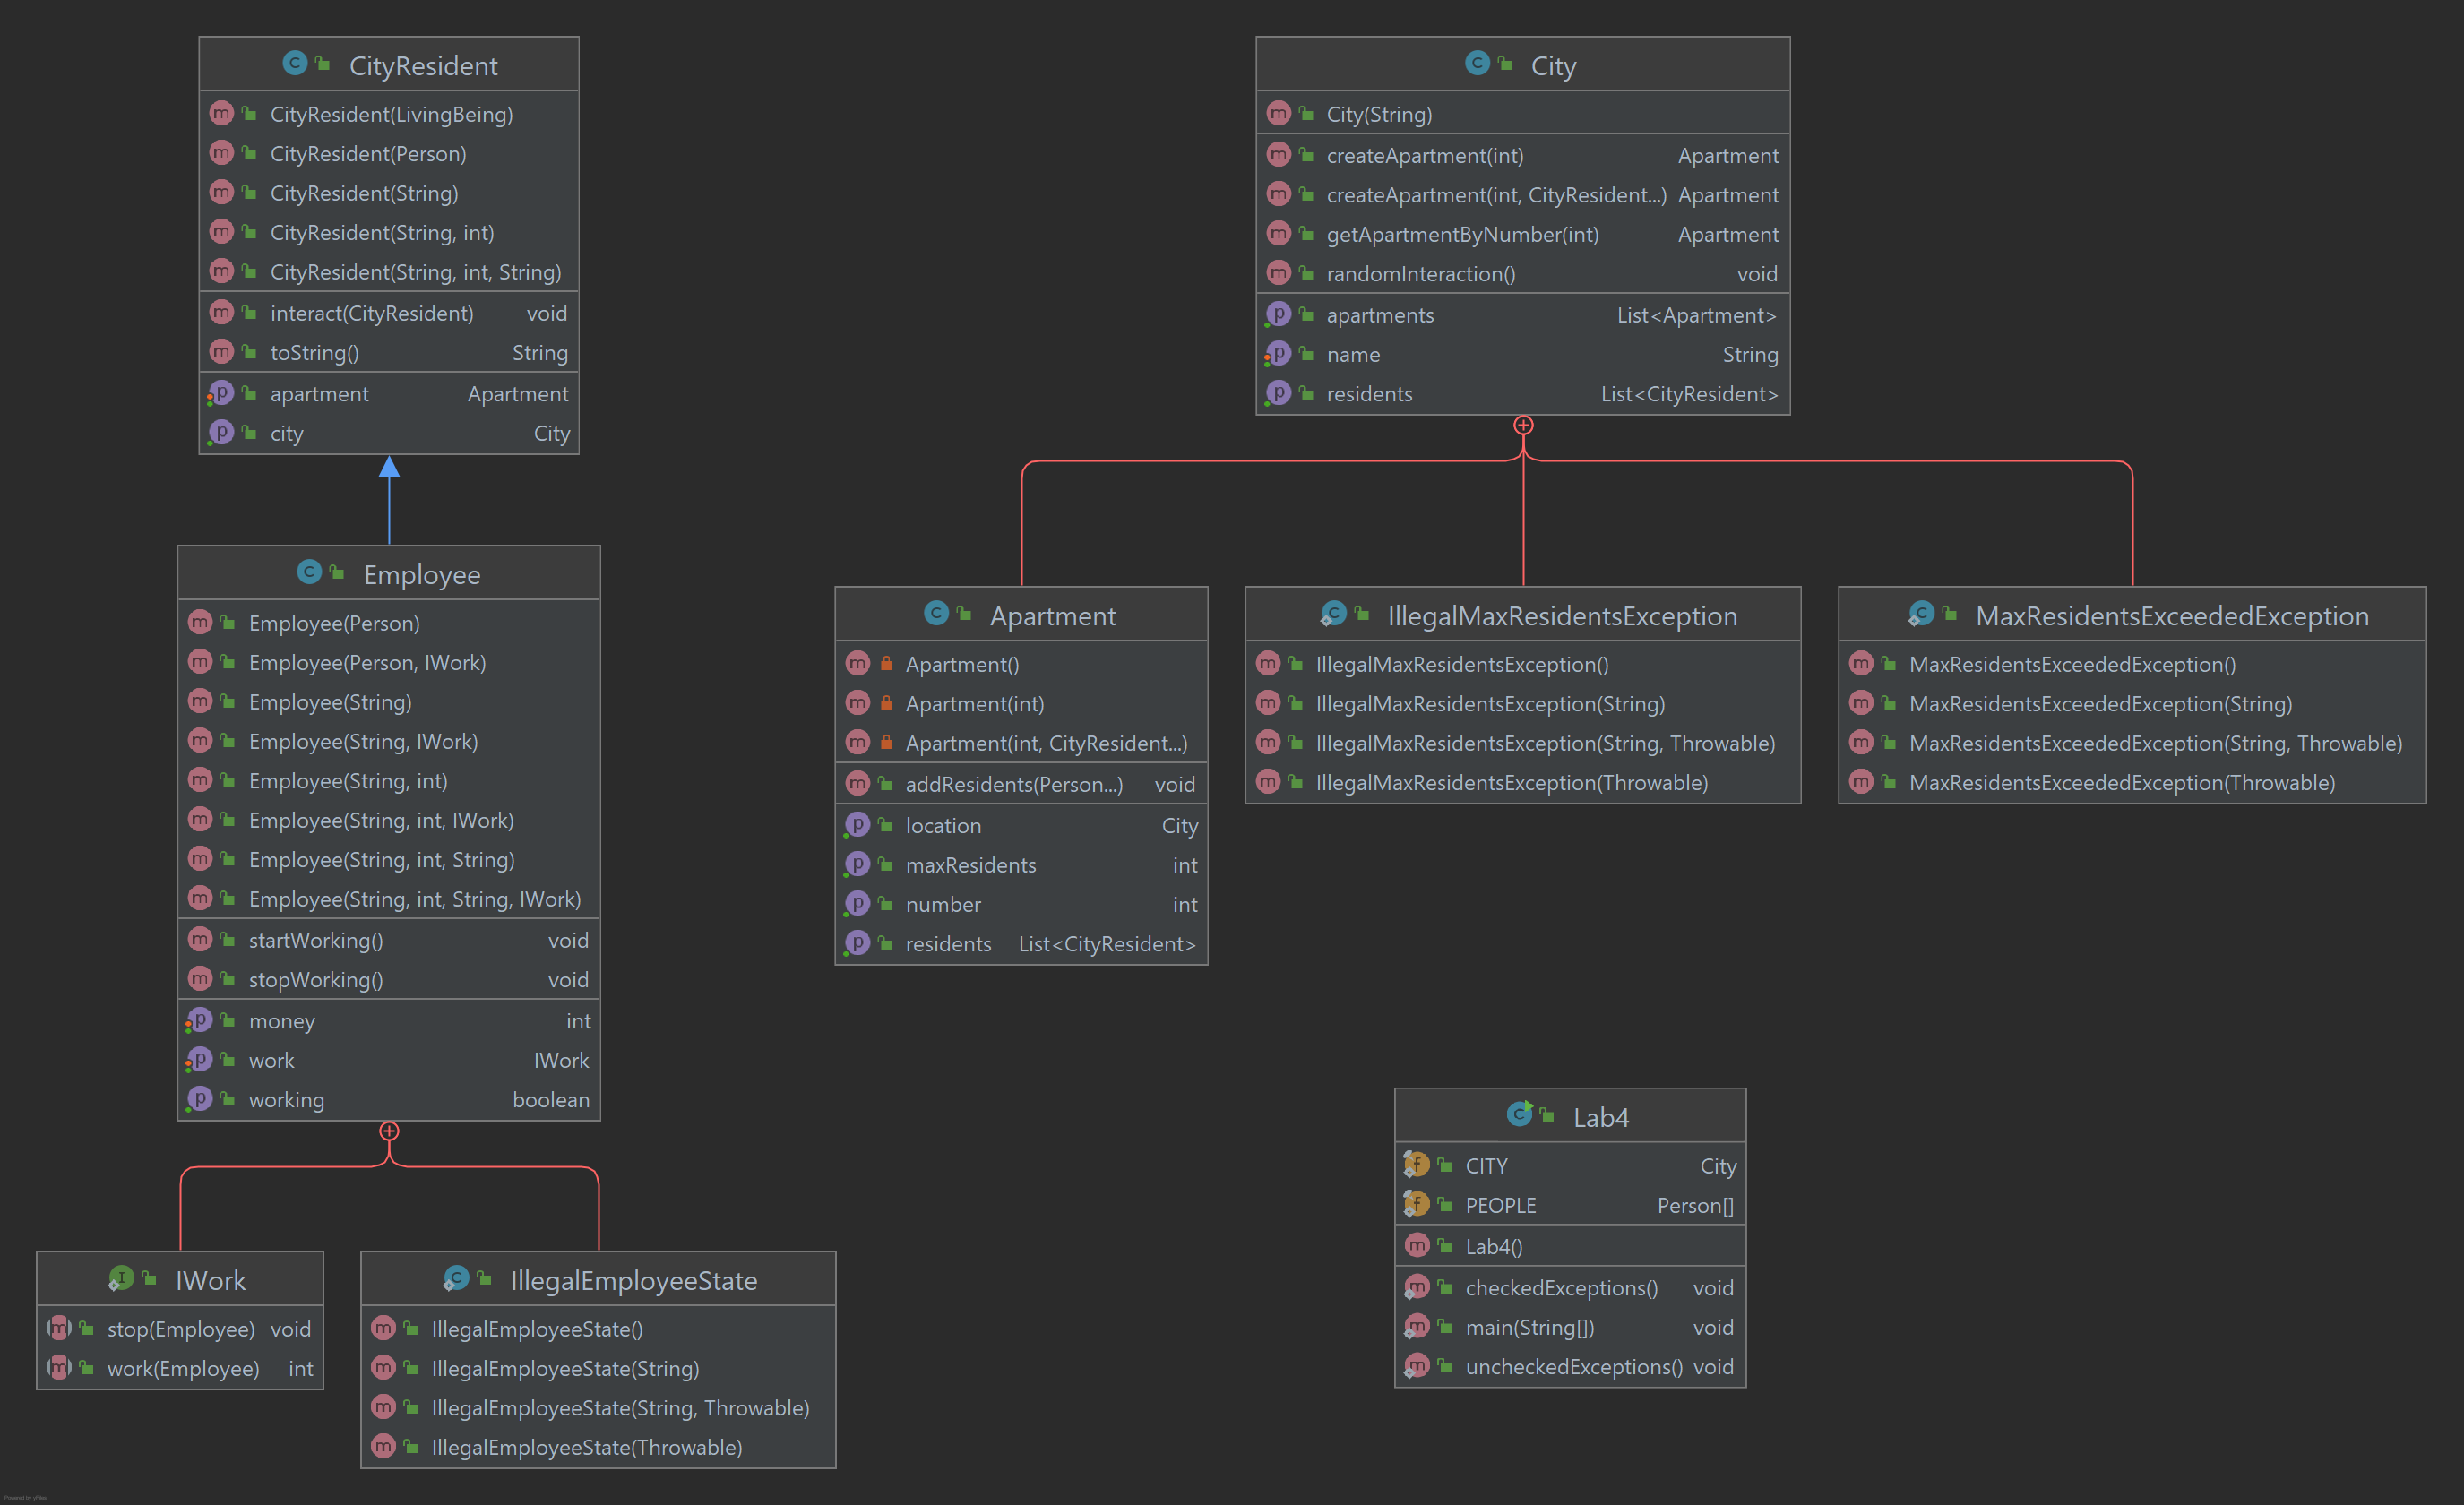 CityResident
CityResident(LivingBeing)
CityResident(Person)
CityResident(String)
CityResident(String, int)
CityResident(String, int, String)
interact(CityResident) void
toString() String
apartment Apartment
city City
City
City(String)
createApartment(int) Apartment
createApartment(int, CityResident...) Apartment
getApartmentByNumber(int) Apartment
randomInteraction() void
apartments List<Apartment>
name String
residents List<CityResident>
Employee
Employee(Person)
Employee(Person, IWork)
Employee(String)
Employee(String, IWork)
Employee(String, int)
Employee(String, int, IWork)
Employee(String, int, String)
Employee(String, int, String, IWork)
startWorking() void
stopWorking() void
money int
work IWork
working boolean
Apartment
Apartment()
Apartment(int)
Apartment(int, CityResident...)
addResidents(Person...) void
location City
maxResidents int
number int
residents List<CityResident>
IllegalMaxResidentsException
IllegalMaxResidentsException()
IllegalMaxResidentsException(String)
IllegalMaxResidentsException(String, Throwable)
IllegalMaxResidentsException(Throwable)
MaxResidentsExceededException
MaxResidentsExceededException()
MaxResidentsExceededException(String)
MaxResidentsExceededException(String, Throwable)
MaxResidentsExceededException(Throwable)
IWork
stop(Employee) void
work(Employee) int
IllegalEmployeeState
IllegalEmployeeState()
IllegalEmployeeState(String)
IllegalEmployeeState(String, Throwable)
IllegalEmployeeState(Throwable)
Lab4
CITY City
PEOPLE Person[]
Lab4()
checkedExceptions() void
main(String[]) void
uncheckedExceptions() void
Powered by yFiles